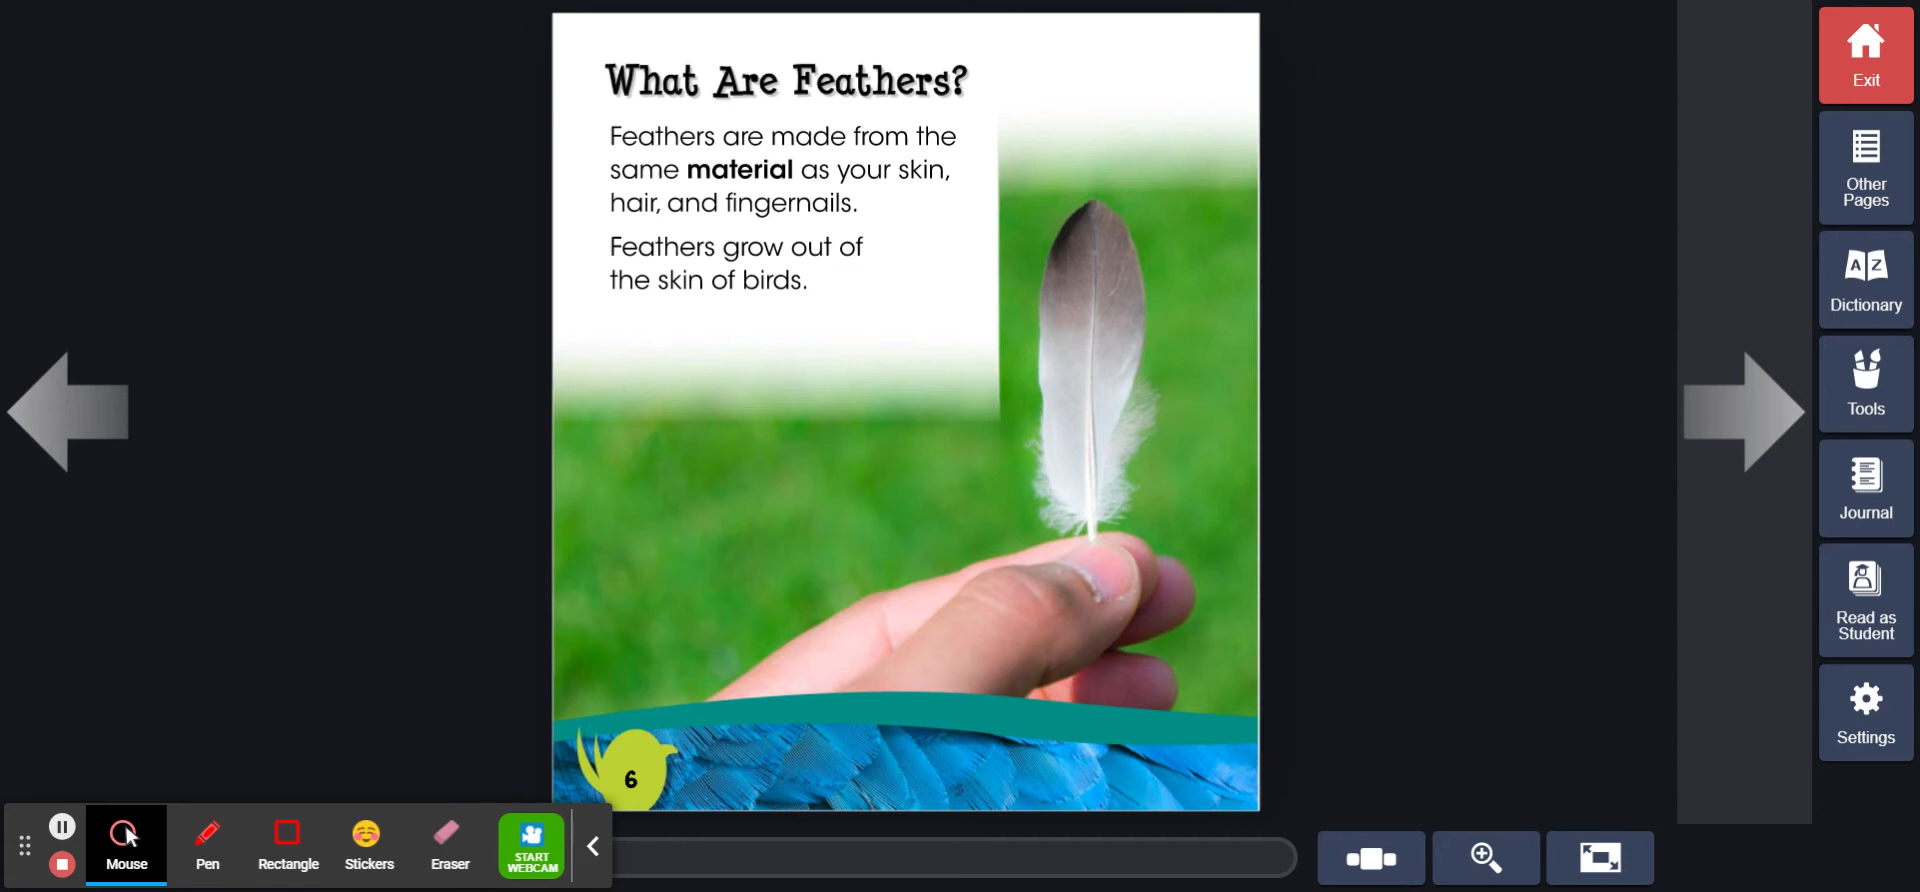 What Are Feathers?
Feathers are made from the
same material as your skin,
hair, and fingernails.
Feathers grow out of
the skin of birds.
6
Exit
Other
Pages
A Z
Dictionary
Tools
Journal
Read as
Student
Settings
Mouse
Pen
Rectangle
Stickers
Eraser
START
WEBCAM